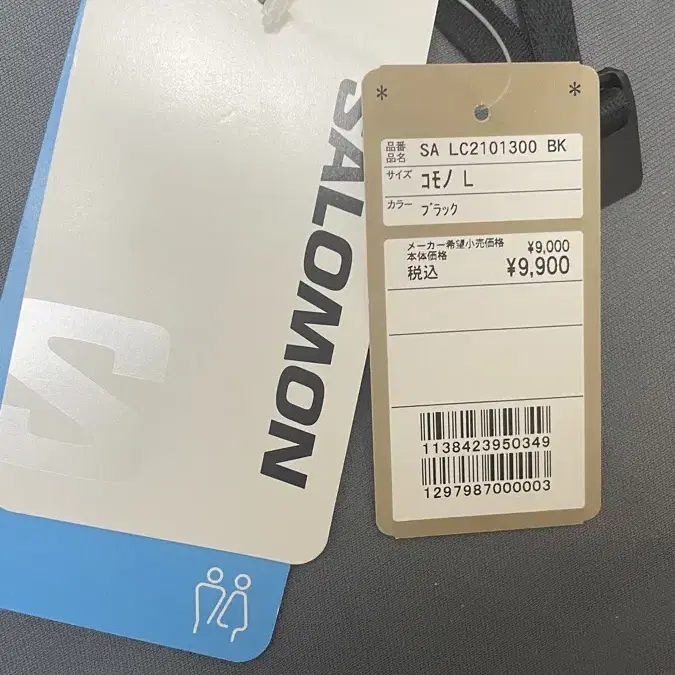 SALOMON
* *
品番
品名
SA LC2101300 BK
サイズ
コモノ L
カラー
ブラック
メーカー希望小売価格
本体価格
¥9,000
税込
¥9,900
1138423950349
1297987000003